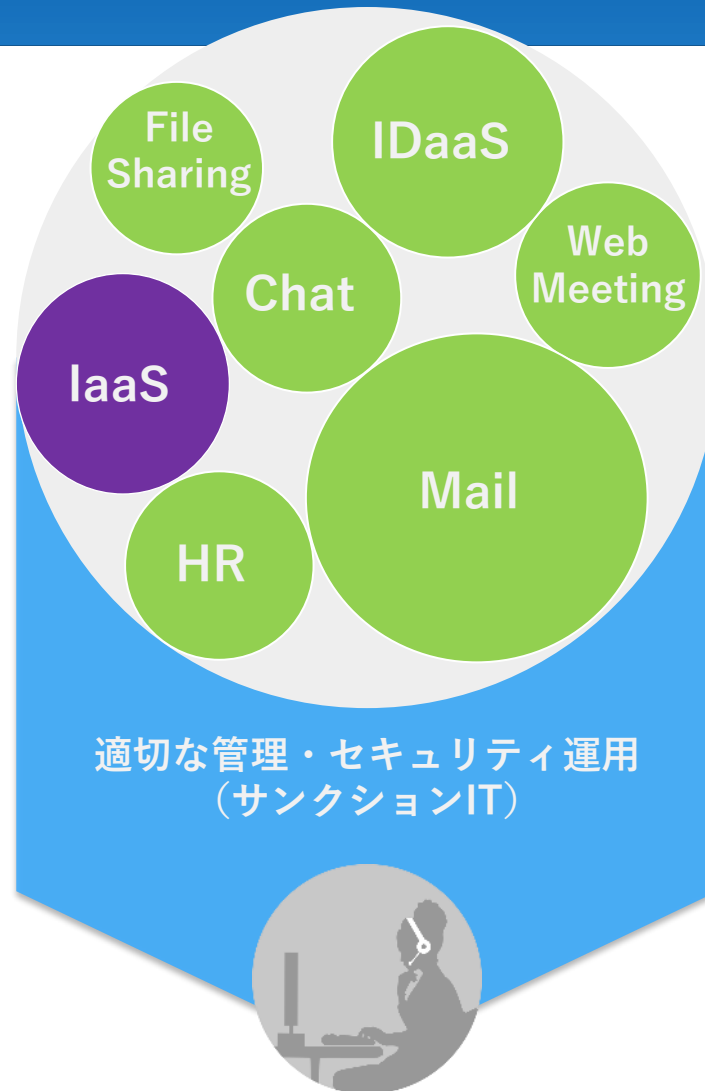 File
Sharing
IDaaS
Web
Meeting
Chat
IaaS
Mail
HR
適切な管理・セキュリティ運用
（サンクションIT）